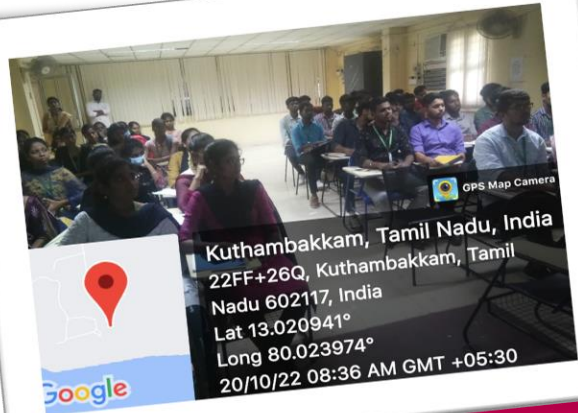 GPS Map Camera
Kuthambakkam, Tamil Nadu, India
22FF+26Q, Kuthambakkam, Tamil
Nadu 602117, India
Lat 13.020941°
Long 80.023974°
20/10/22 08:36 AM GMT +05:30
Google